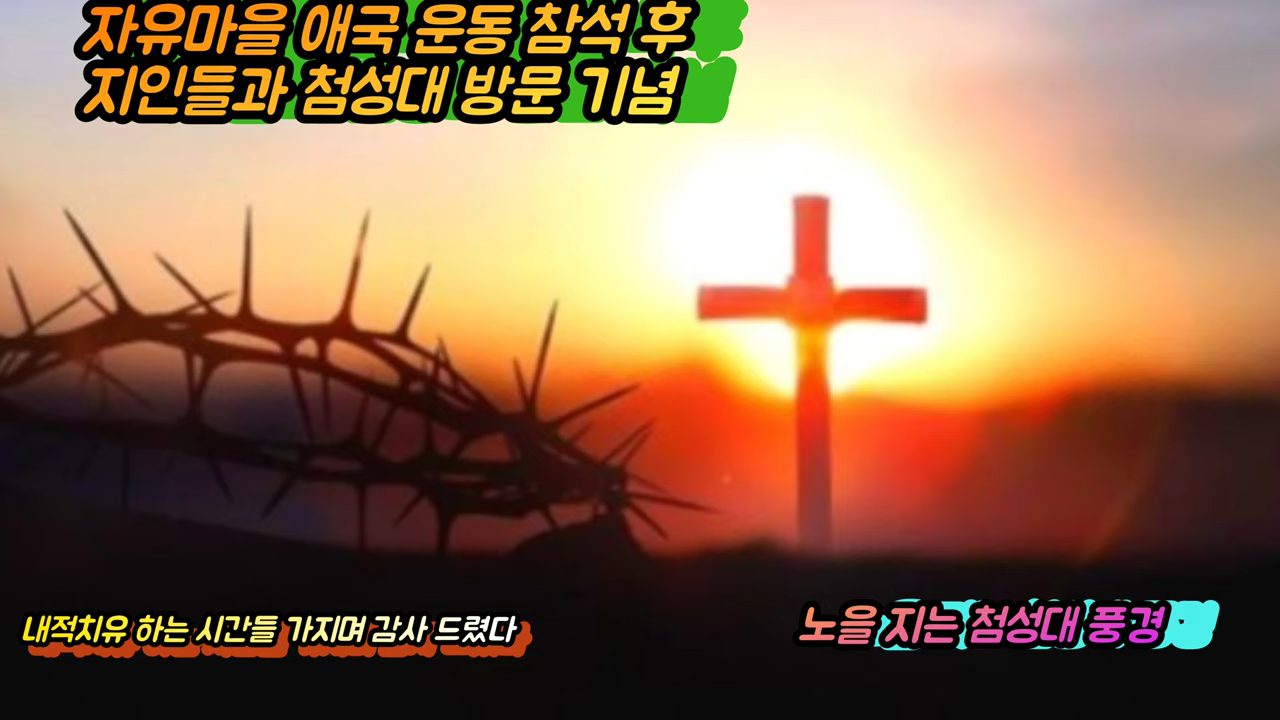 자유마을 애국 운동 참석 후
지인들과 첨성대 방문 기념
내적치유 하는 시간들 가지며 감사 드렸다
노을 지는 첨성대 풍경